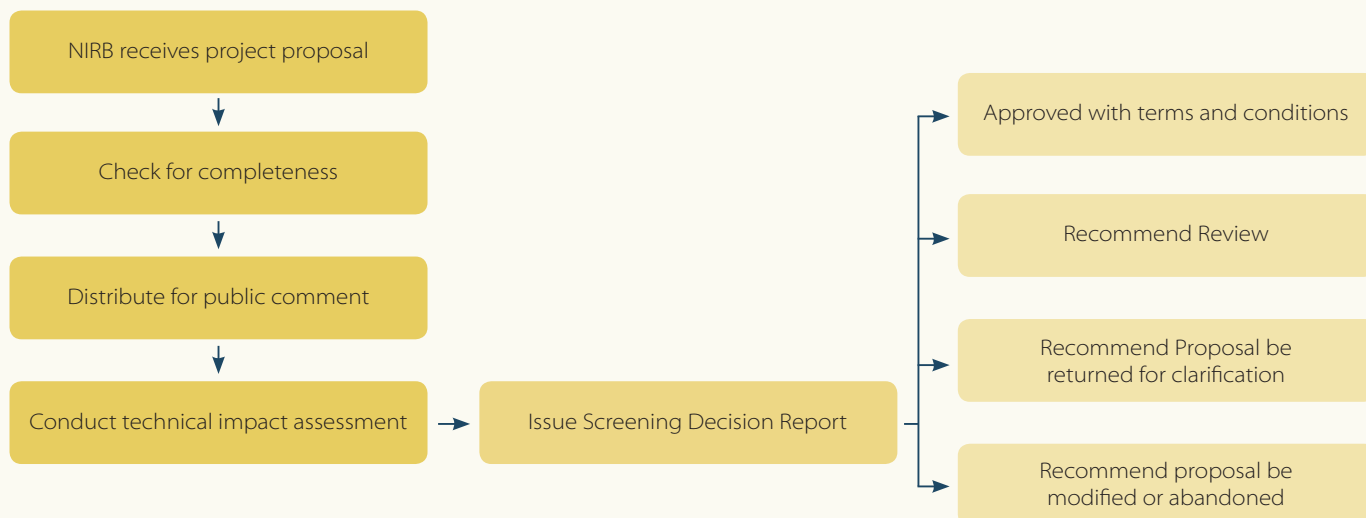 NIRB receives project proposal
Check for completeness
Distribute for public comment
Conduct technical impact assessment
Issue Screening Decision Report
Approved with terms and conditions
Recommend Review
Recommend Proposal be
returned for clarification
Recommend proposal be
modified or abandoned